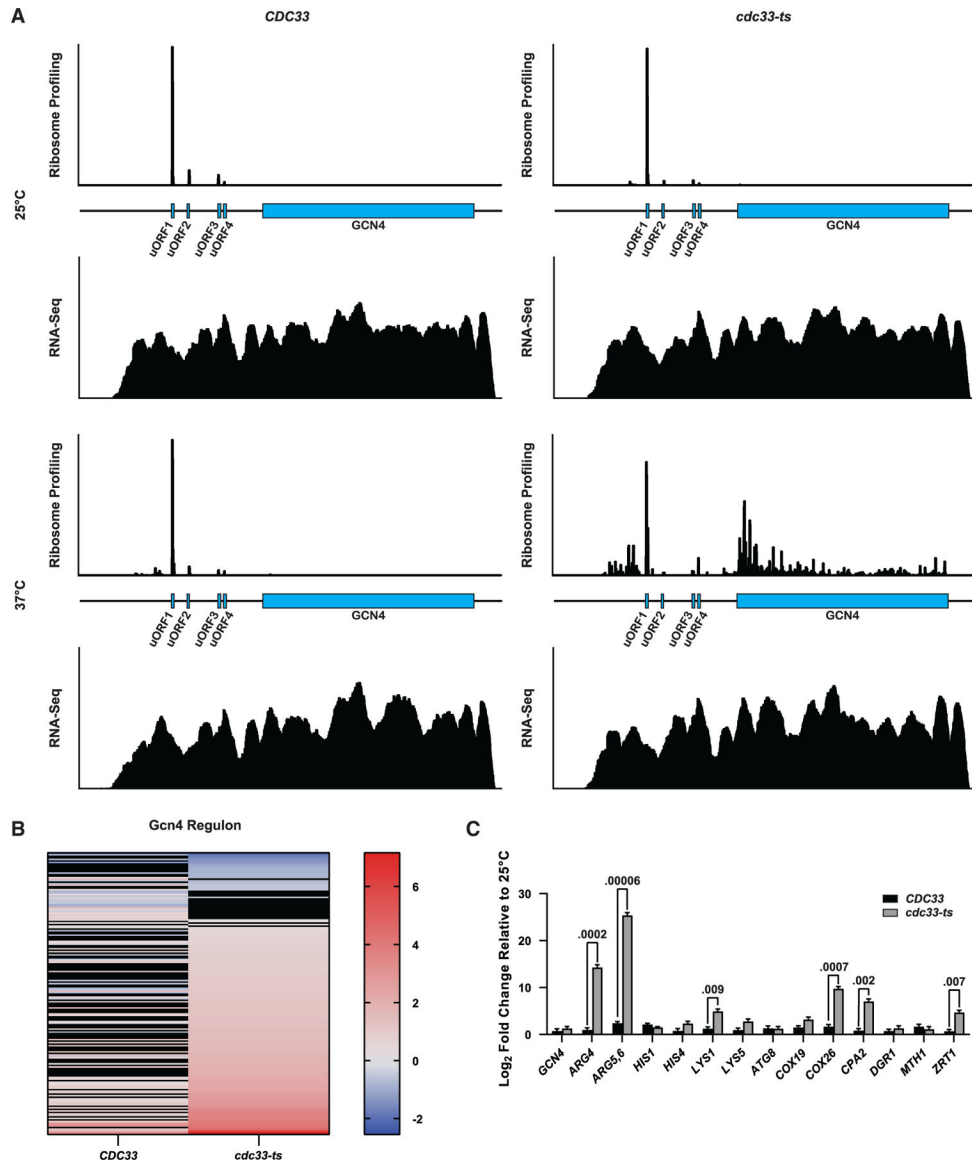 A
CDC33
cdc33-ts
Ribosome Profiling
Ribosome Profiling
25°C
uORF1
uORF2
uORF3
uORF4
GCN4
uORF1
uORF2
uORF3
uORF4
GCN4
RNA-Seq
RNA-Seq
Ribosome Profiling
Ribosome Profiling
37°C
uORF1
uORF2
uORF3
uORF4
GCN4
uORF1
uORF2
uORF3
uORF4
GCN4
RNA-Seq
RNA-Seq
B
Gcn4 Regulon
6
4
2
0
-2
CDC33
cdc33-ts
C
Log₂ Fold Change Relative to 25°C
30
20
10
0
.0002
.00006
.009
.0007
.002
.007
CDC33
cdc33-ts
GCN4
ARG4
ARG5,6
HIS1
HIS4
LYS1
LYS5
ATG8
COX19
COX26
CPA2
DGR1
MTH1
ZRT1